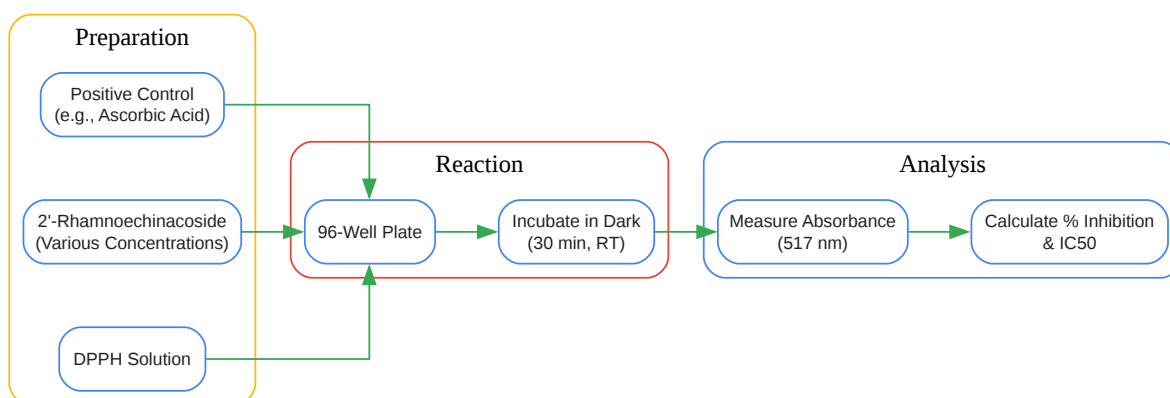 Preparation
Positive Control
(e.g., Ascorbic Acid)
2'-Rhamnoechinacoside
(Various Concentrations)
DPPH Solution
Reaction
96-Well Plate
Incubate in Dark
(30 min, RT)
Analysis
Measure Absorbance
(517 nm)
Calculate % Inhibition
& IC50